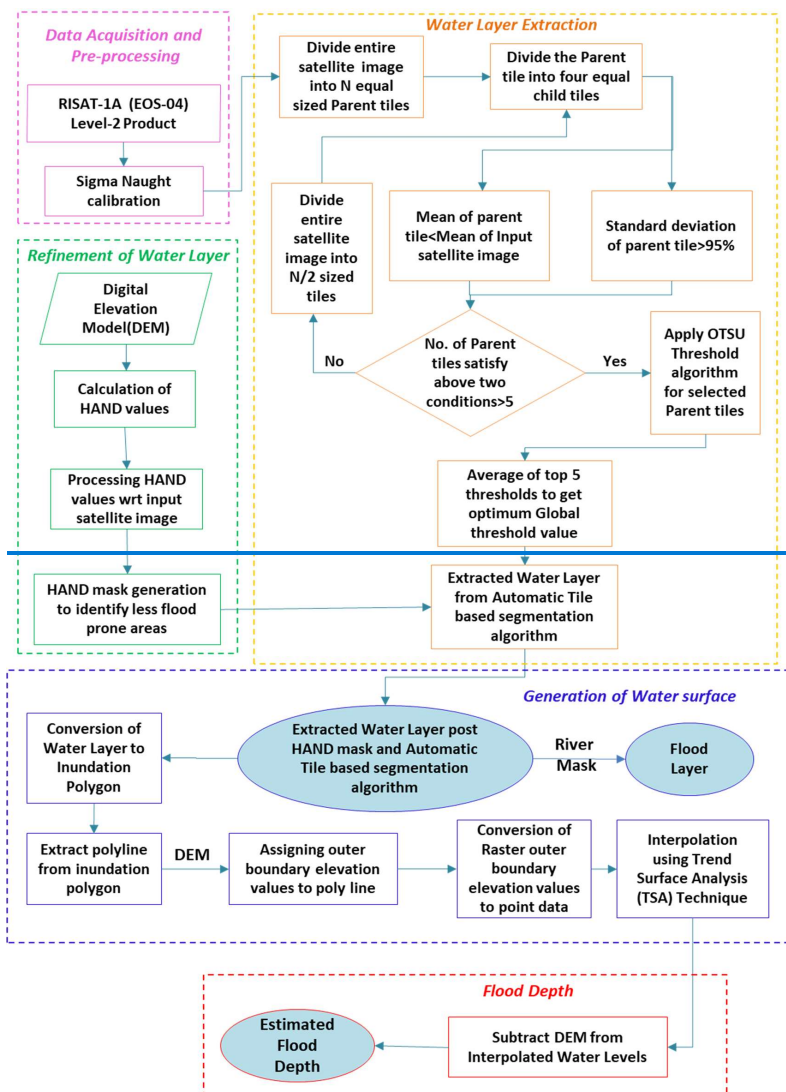 Data Acquisition and
Pre-processing
RISAT-1A (EOS-04)
Level-2 Product
Sigma Naught
calibration
Water Layer Extraction
Divide entire
satellite image
into N equal
sized Parent tiles
Divide the Parent
tile into four equal
child tiles
Divide
entire
satellite
image into
N/2 sized
tiles
Mean of parent
tile<Mean of Input
satellite image
Standard deviation
of parent tile>95%
No. of Parent
tiles satisfy
above two
conditions>5
No
Yes
Apply OTSU
Threshold
algorithm
for selected
Parent tiles
Average of top 5
thresholds to get
optimum Global
threshold value
Extracted Water Layer
from Automatic Tile
based segmentation
algorithm
Refinement of Water Layer
Digital
Elevation
Model(DEM)
Calculation of
HAND values
Processing HAND
values wrt input
satellite image
HAND mask generation
to identify less flood
prone areas
Generation of Water surface
Extracted Water Layer post
HAND mask and Automatic
Tile based segmentation
algorithm
River
Mask
Flood
Layer
Conversion of
Water Layer to
Inundation
Polygon
Extract polyline
from inundation
polygon
DEM
Assigning outer
boundary elevation
values to poly line
Conversion of
Raster outer
boundary
elevation values
to point data
Interpolation
using Trend
Surface Analysis
(TSA) Technique
Flood Depth
Subtract DEM from
Interpolated Water Levels
Estimated
Flood
Depth